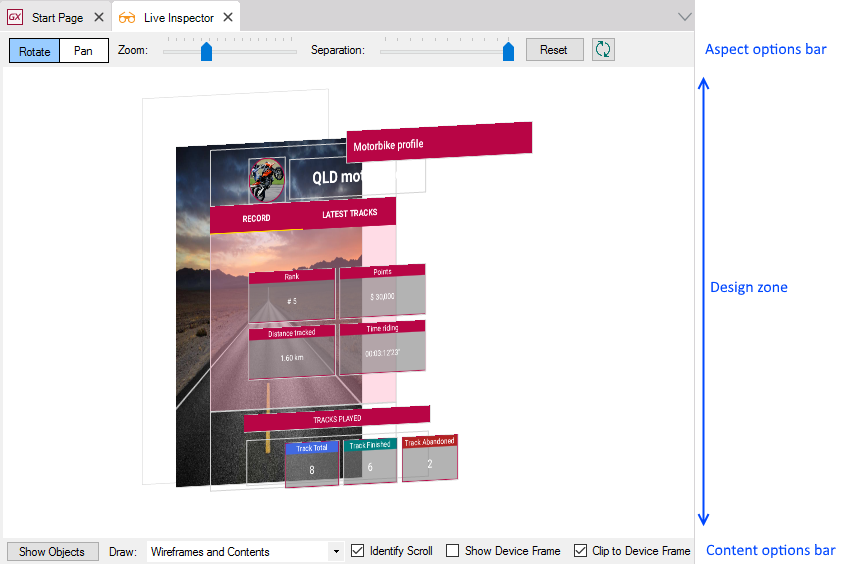 GX Start Page
Live Inspector
Rotate Pan Zoom: Separation: Reset
Aspect options bar
Motorbike profile
QLD
RECORD LATEST TRACKS
Rank Points
# 5 $ 30,000
Design zone
Distance tracked Time riding
1.60 km 00:03:12'23"
TRACKS PLAYED
Track Total Track Finished Track Abandoned
8 6 2
Show Objects Draw: Wireframes and Contents Identify Scroll Show Device Frame Clip to Device Frame
Content options bar